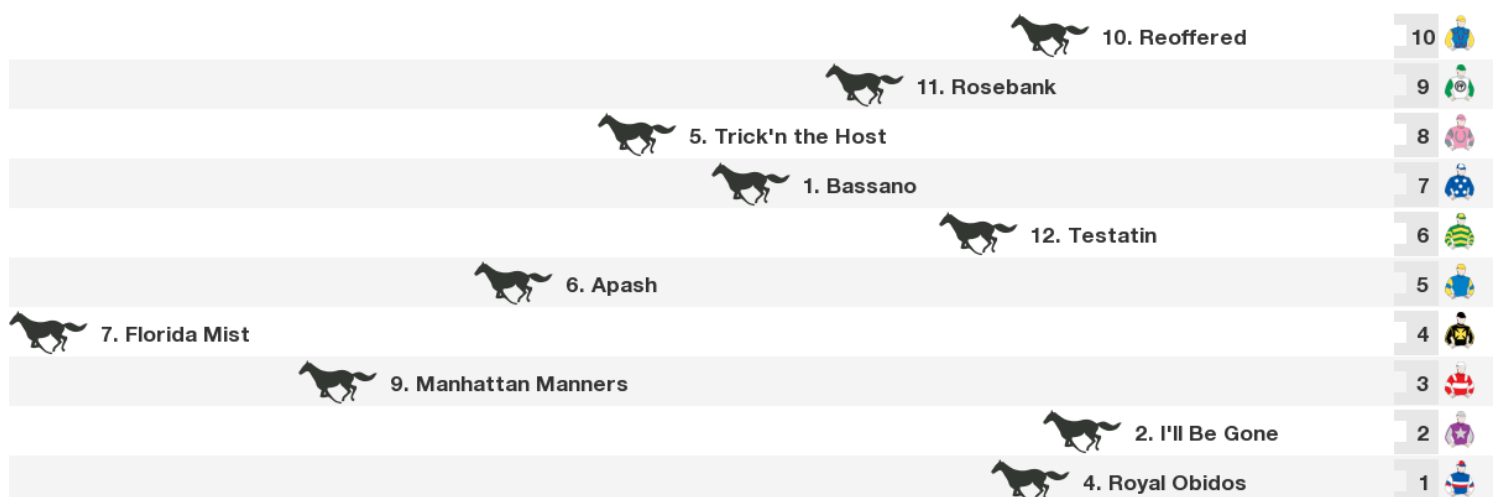 10. Reoffered 10
11. Rosebank 9
5. Trick'n the Host 8
1. Bassano 7
12. Testatin 6
6. Apash 5
7. Florida Mist 4
9. Manhattan Manners 3
2. I'll Be Gone 2
4. Royal Obidos 1